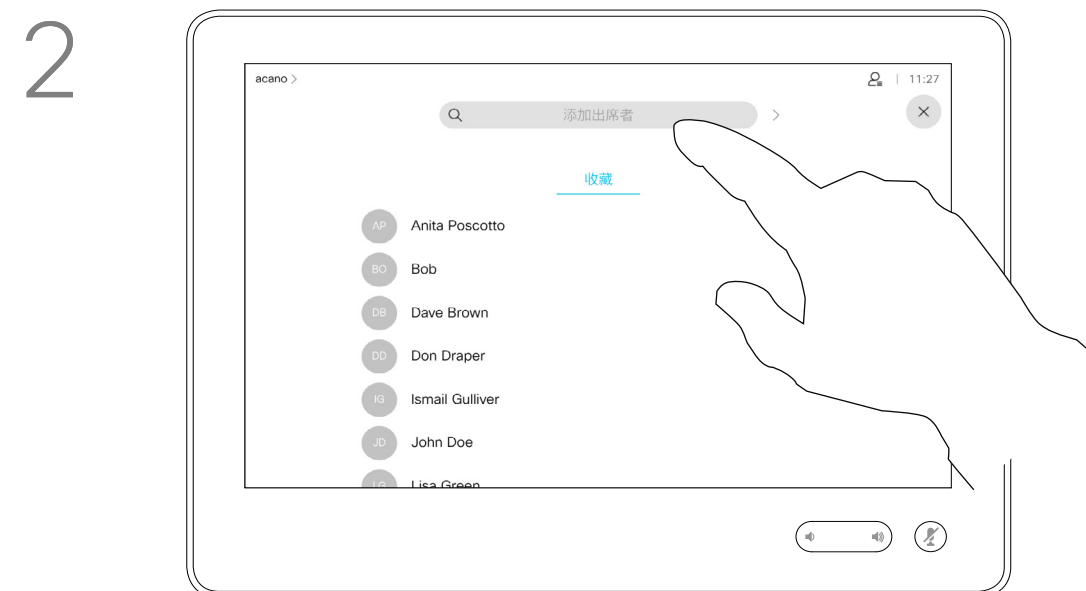 2
acano >
11:27
添加出席者
收藏
AP Anita Poscotto
BO Bob
DB Dave Brown
DD Don Draper
IG Ismail Gulliver
JD John Doe
LG Lisa Green